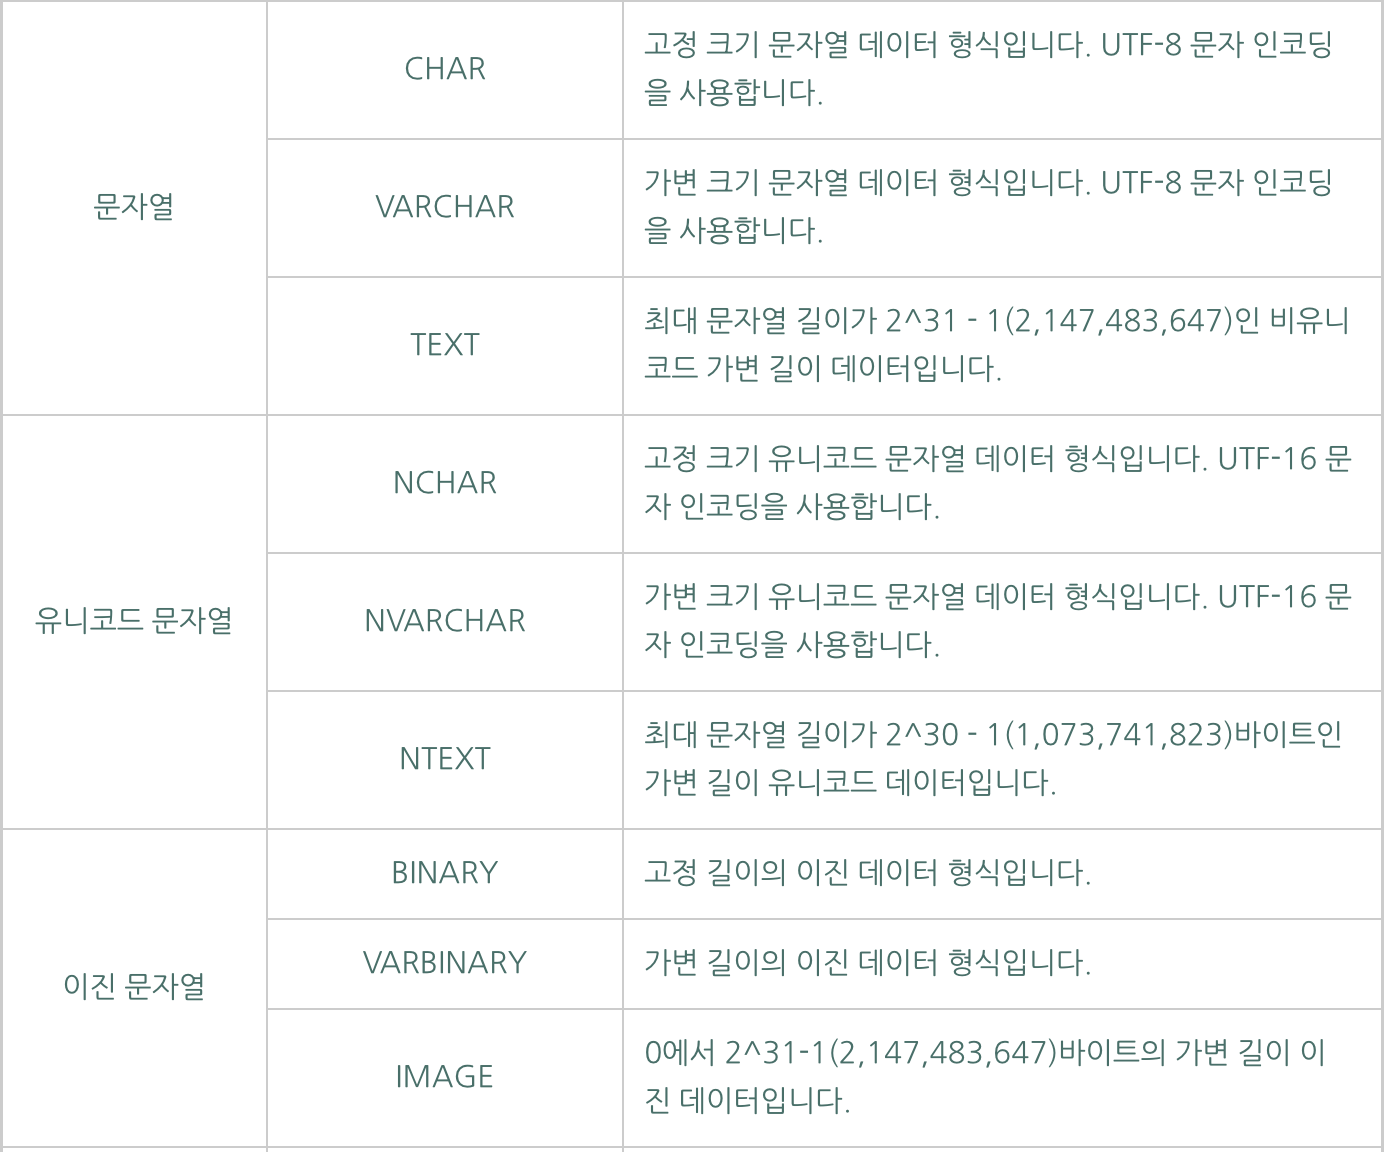 문자열
CHAR
고정 크기 문자열 데이터 형식입니다. UTF-8 문자 인코딩
을 사용합니다.
VARCHAR
가변 크기 문자열 데이터 형식입니다. UTF-8 문자 인코딩
을 사용합니다.
TEXT
최대 문자열 길이가 2^31 - 1(2,147,483,647)인 비유니
코드 가변 길이 데이터입니다.
유니코드 문자열
NCHAR
고정 크기 유니코드 문자열 데이터 형식입니다. UTF-16 문
자 인코딩을 사용합니다.
NVARCHAR
가변 크기 유니코드 문자열 데이터 형식입니다. UTF-16 문
자 인코딩을 사용합니다.
NTEXT
최대 문자열 길이가 2^30 - 1(1,073,741,823)바이트인
가변 길이 유니코드 데이터입니다.
이진 문자열
BINARY
고정 길이의 이진 데이터 형식입니다.
VARBINARY
가변 길이의 이진 데이터 형식입니다.
IMAGE
0에서 2^31-1(2,147,483,647)바이트의 가변 길이 이
진 데이터입니다.